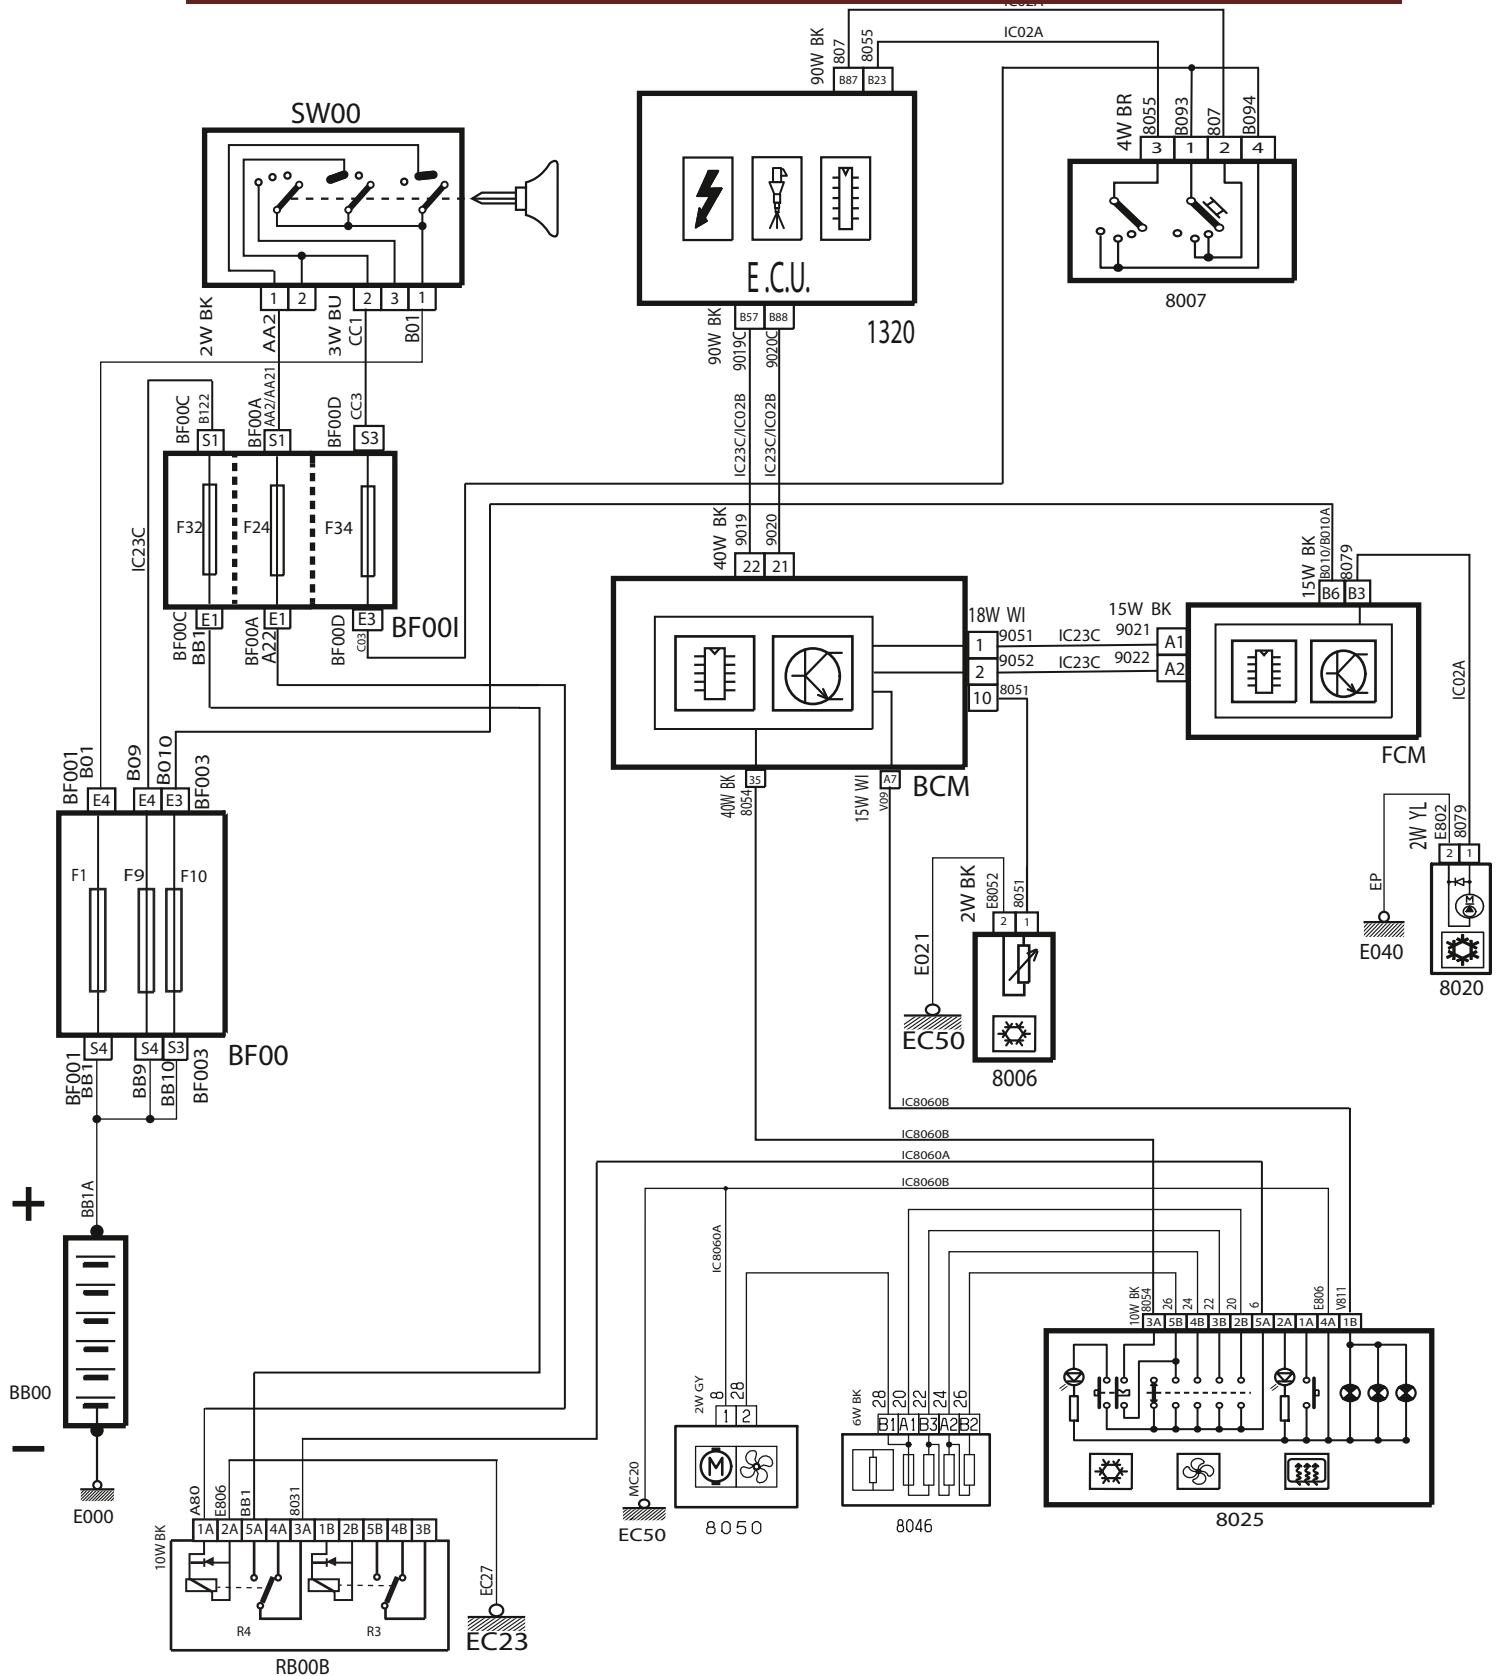 IC02A
IC02A
90W BK
807
8055
B87
B23
SW00
4W BR
8055
B093
807
B094
3
1
2
4
8007
E.C.U.
1320
1
2
2
3
1
2W BK
AA2
3W BU
CC1
B01
90W BK
B57
B88
9019C
9020C
IC23C/IC02B
IC23C/IC02B
BF00C
B122
BF00A
AA2/AA21
BF00D
CC3
S1
S1
S3
F32
F24
F34
IC23C
E1
E1
E3
BF00I
BF00C
BB1
BF00A
A22
BF00D
C03
40W BK
9019
9020
22
21
18W WI
1
9051
IC23C
9021
15W BK
A1
2
9052
IC23C
9022
A2
10
8051
15W BK
B010/B010A
8079
B6
B3
FCM
IC02A
BCM
40W BK
8054
35
15W WI
V09
A7
BF001
B01
B09
B010
BF003
E4
E4
E3
F1
F9
F10
S4
S4
S3
BF00
BF001
BB1
BB9
BB10
BF003
2W YL
E802
8079
2
1
EP
E040
M
8020
2W BK
E8052
8051
2
1
E021
EC50
8006
IC8060B
IC8060B
IC8060A
IC8060B
BB1A
+
BB00
−
E000
IC8060A
10W BK
8054
26
24
22
20
6
E806
V811
3A
5B
4B
3B
2B
5A
2A
1A
4A
1B
8025
2W GY
8
28
1
2
M
8050
6W BK
28
20
22
24
26
B1
A1
B3
A2
B2
8046
MC20
EC50
A80
E806
BB1
8031
10W BK
1A
2A
5A
4A
3A
1B
2B
5B
4B
3B
R4
R3
RB00B
EC27
EC23